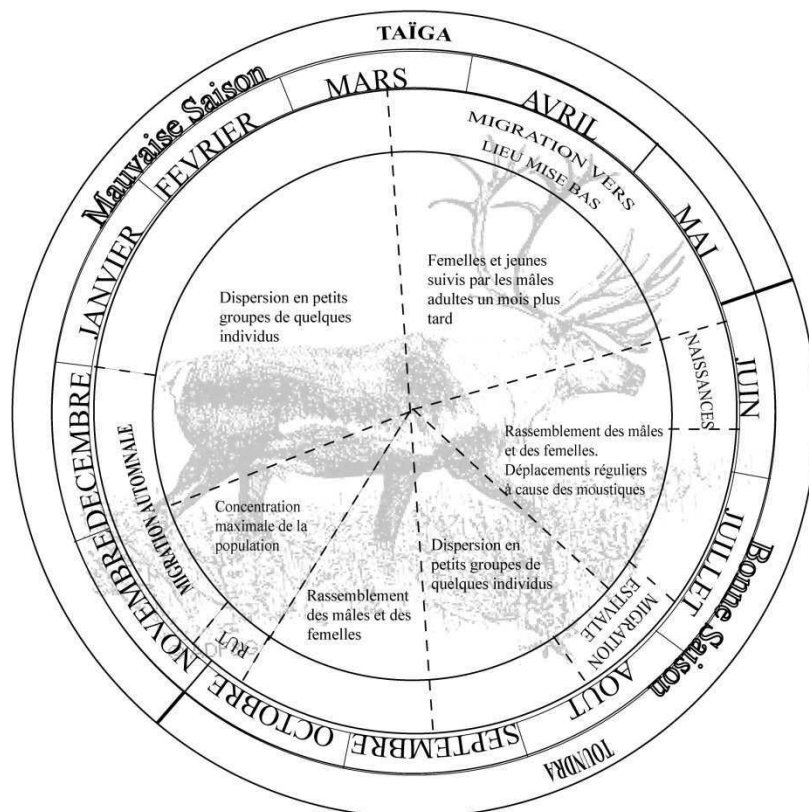 TAÏGA
Mauvaise Saison
MARS
AVRIL
MAI
JUIN
JUILLET
AOUT
SEPTEMBRE
OCTOBRE
NOVEMBRE
DECEMBRE
JANVIER
FEVRIER
Bonne Saison
TOUNDRA
MIGRATION VERS
LIEU MISE BAS
NAISSANCES
MIGRATION
ESTIVALE
RUT
MIGRATION AUTOMNALE
Femelles et jeunes
suivis par les mâles
adultes un mois plus
tard
Dispersion en petits
groupes de quelques
individus
Rassemblement des mâles
et des femelles.
Déplacements réguliers
à cause des moustiques
Concentration
maximale de la
population
Dispersion en
petits groupes de
quelques individus
Rassemblement
des mâles et des
femelles